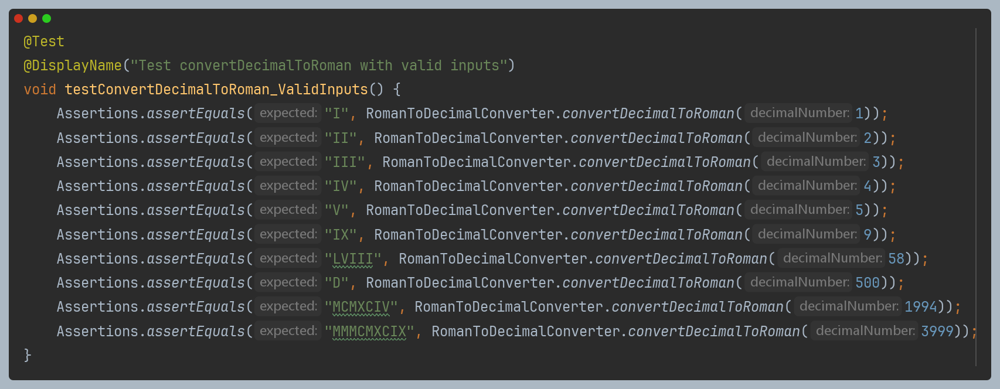 @Test
@DisplayName("Test convertDecimalToRoman with valid inputs")
void testConvertDecimalToRoman_ValidInputs() {
    Assertions.assertEquals( expected: "I", RomanToDecimalConverter.convertDecimalToRoman( decimalNumber: 1));
    Assertions.assertEquals( expected: "II", RomanToDecimalConverter.convertDecimalToRoman( decimalNumber: 2));
    Assertions.assertEquals( expected: "III", RomanToDecimalConverter.convertDecimalToRoman( decimalNumber: 3));
    Assertions.assertEquals( expected: "IV", RomanToDecimalConverter.convertDecimalToRoman( decimalNumber: 4));
    Assertions.assertEquals( expected: "V", RomanToDecimalConverter.convertDecimalToRoman( decimalNumber: 5));
    Assertions.assertEquals( expected: "IX", RomanToDecimalConverter.convertDecimalToRoman( decimalNumber: 9));
    Assertions.assertEquals( expected: "LVIII", RomanToDecimalConverter.convertDecimalToRoman( decimalNumber: 58));
    Assertions.assertEquals( expected: "D", RomanToDecimalConverter.convertDecimalToRoman( decimalNumber: 500));
    Assertions.assertEquals( expected: "MCMXCIV", RomanToDecimalConverter.convertDecimalToRoman( decimalNumber: 1994));
    Assertions.assertEquals( expected: "MMMCMXCIX", RomanToDecimalConverter.convertDecimalToRoman( decimalNumber: 3999));
}